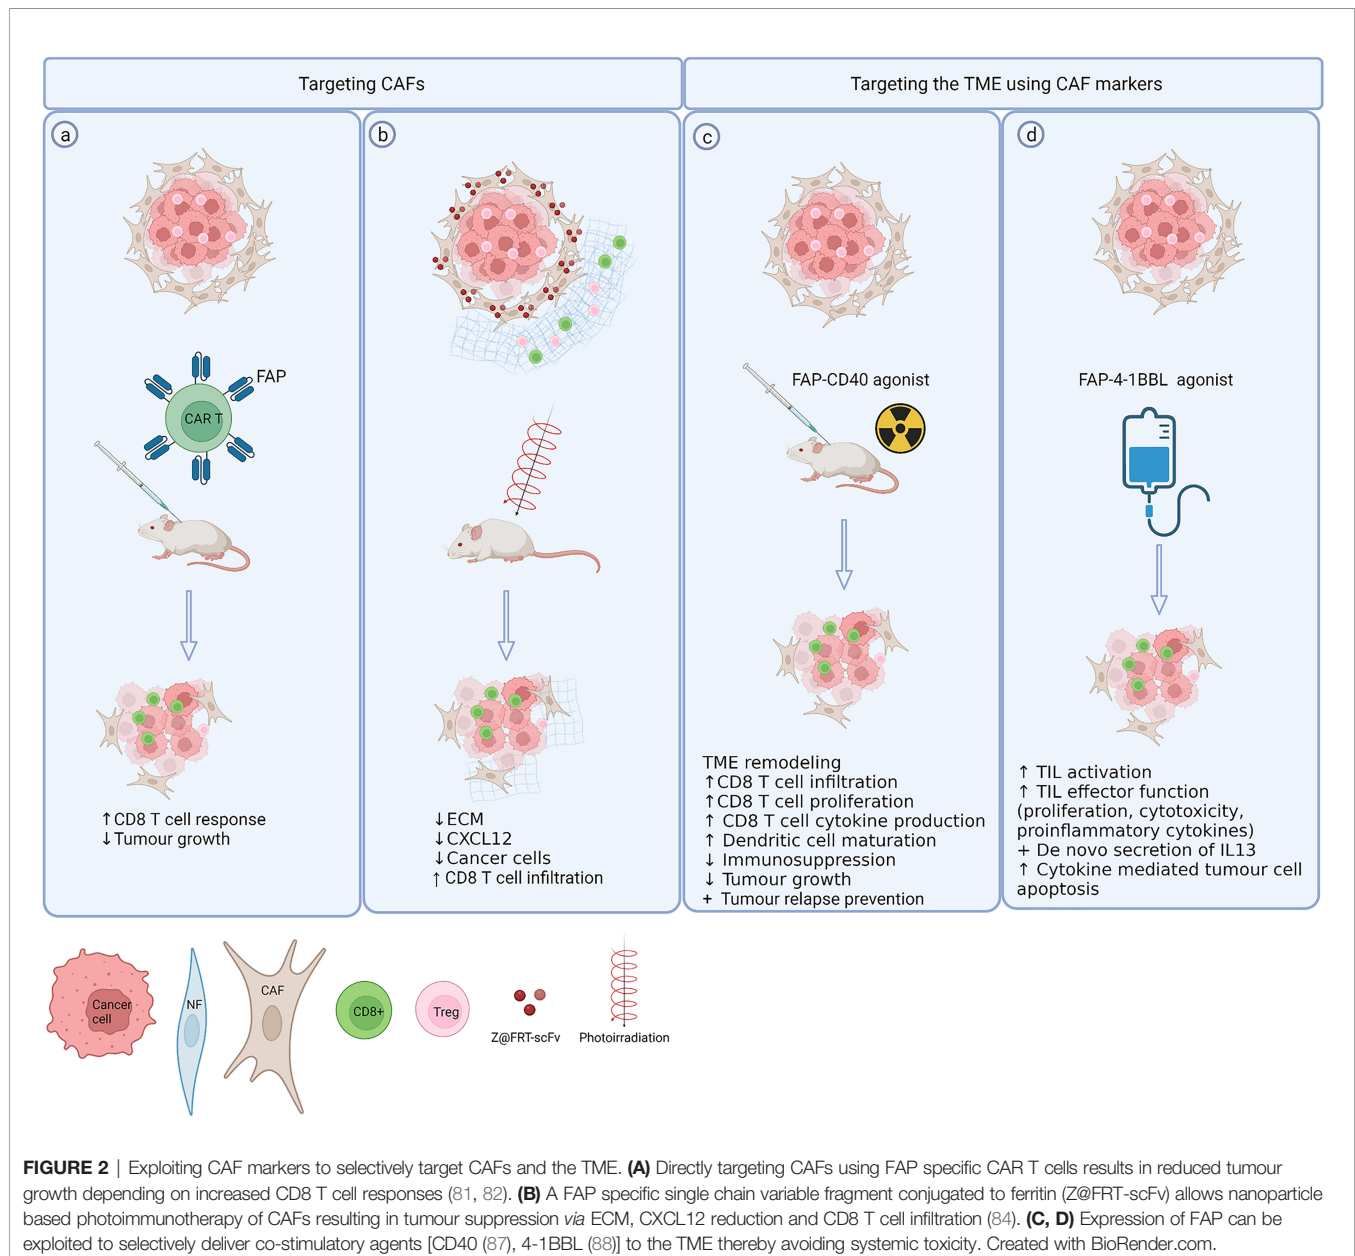 Targeting CAFs
Targeting the TME using CAF markers
a
FAP
CAR T
↑CD8 T cell response
↓Tumour growth
b
↓ECM
↓CXCL12
↓Cancer cells
↑ CD8 T cell infiltration
c
FAP-CD40 agonist
TME remodeling
↑CD8 T cell infiltration
↑CD8 T cell proliferation
↑ CD8 T cell cytokine production
↑ Dendritic cell maturation
↓ Immunosuppression
↓ Tumour growth
+ Tumour relapse prevention
d
FAP-4-1BBL agonist
↑ TIL activation
↑ TIL effector function
(proliferation, cytotoxicity,
proinflammatory cytokines)
+ De novo secretion of IL13
↑ Cytokine mediated tumour cell
apoptosis
Cancer
cell
NF
CAF
CD8+
Treg
Z@FRT-scFv
Photoirradiation
FIGURE 2 | Exploiting CAF markers to selectively target CAFs and the TME. (A) Directly targeting CAFs using FAP specific CAR T cells results in reduced tumour
growth depending on increased CD8 T cell responses (81, 82). (B) A FAP specific single chain variable fragment conjugated to ferritin (Z@FRT-scFv) allows nanoparticle
based photoimmunotherapy of CAFs resulting in tumour suppression via ECM, CXCL12 reduction and CD8 T cell infiltration (84). (C, D) Expression of FAP can be
exploited to selectively deliver co-stimulatory agents [CD40 (87), 4-1BBL (88)] to the TME thereby avoiding systemic toxicity. Created with BioRender.com.